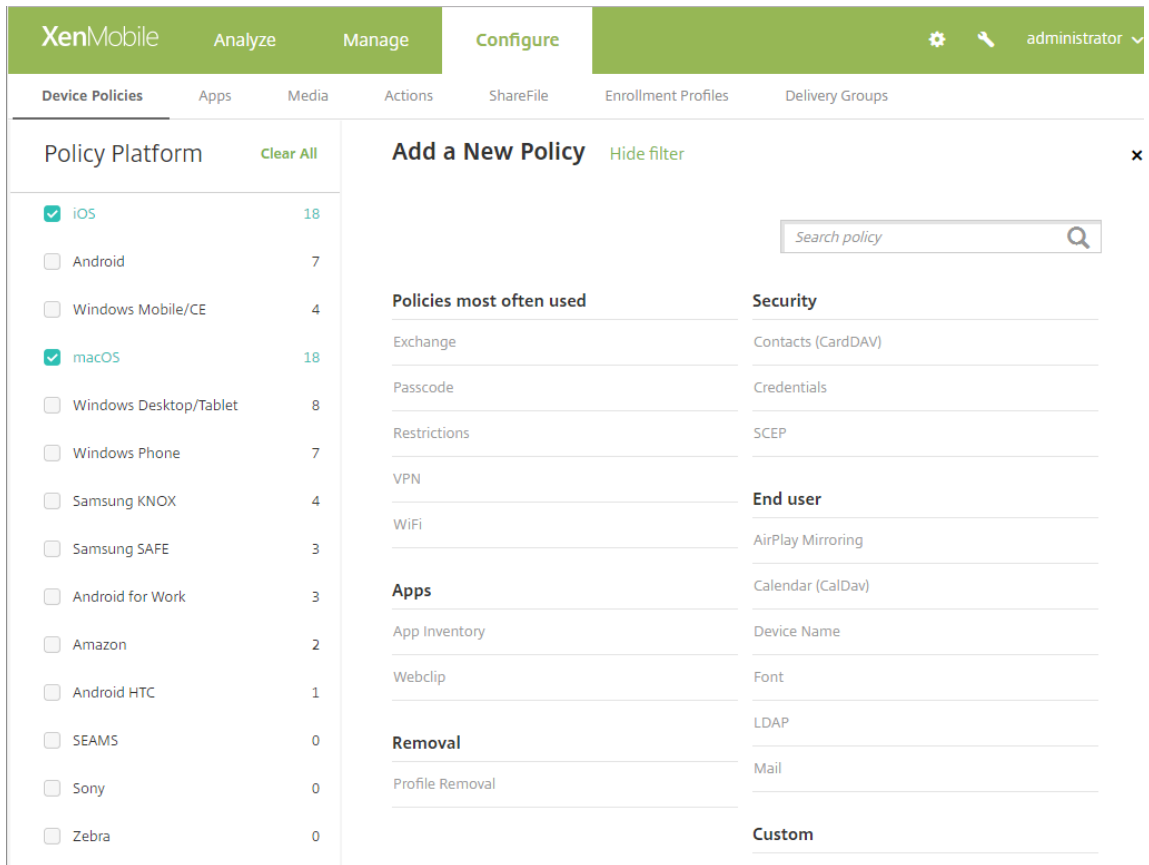 XenMobile Analyze Manage Configure administrator
Device Policies Apps Media Actions ShareFile Enrollment Profiles Delivery Groups
Policy Platform Clear All
iOS 18
Android 7
Windows Mobile/CE 4
macOS 18
Windows Desktop/Tablet 8
Windows Phone 7
Samsung KNOX 4
Samsung SAFE 3
Android for Work 3
Amazon 2
Android HTC 1
SEAMS 0
Sony 0
Zebra 0
Add a New Policy Hide filter
Search policy
Policies most often used
Exchange
Passcode
Restrictions
VPN
WiFi
Apps
App Inventory
Webclip
Removal
Profile Removal
Security
Contacts (CardDAV)
Credentials
SCEP
End user
AirPlay Mirroring
Calendar (CalDav)
Device Name
Font
LDAP
Mail
Custom